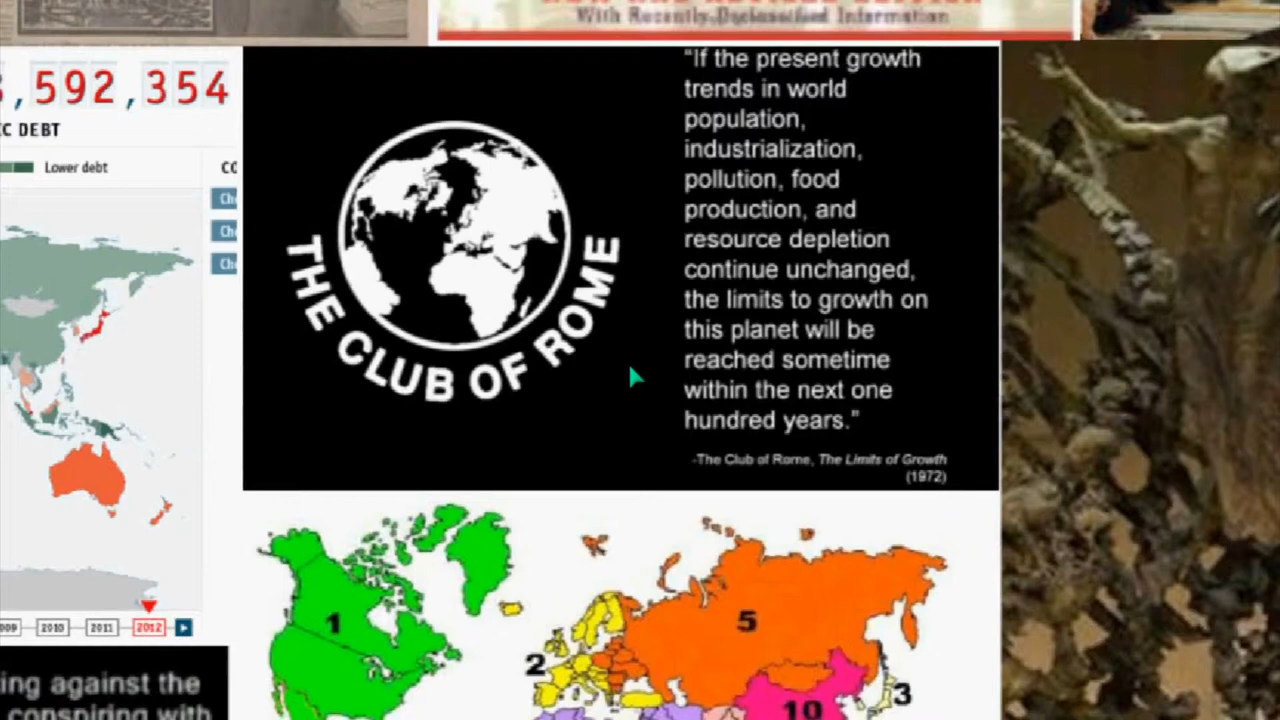 With Recently Declassified Information
,592,354
C DEBT
Lower debt
THE CLUB OF ROME
"If the present growth
trends in world
population,
industrialization,
pollution, food
production, and
resource depletion
continue unchanged,
the limits to growth on
this planet will be
reached sometime
within the next one
hundred years."
-The Club of Rome, The Limits of Growth
(1972)
2010
2011
2012
1
2
3
5
10
ing against the
conspiring with